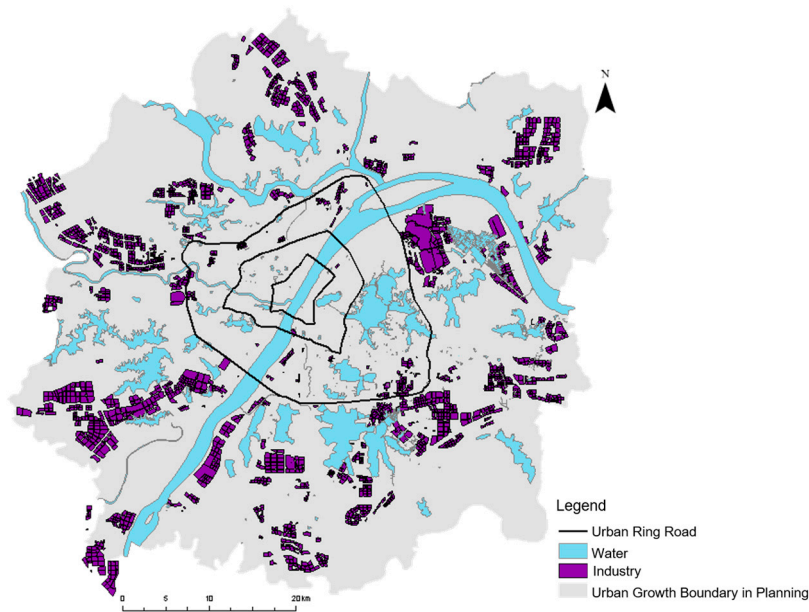 N
Legend
Urban Ring Road
Water
Industry
Urban Growth Boundary in Planning
0 5 10 20 km